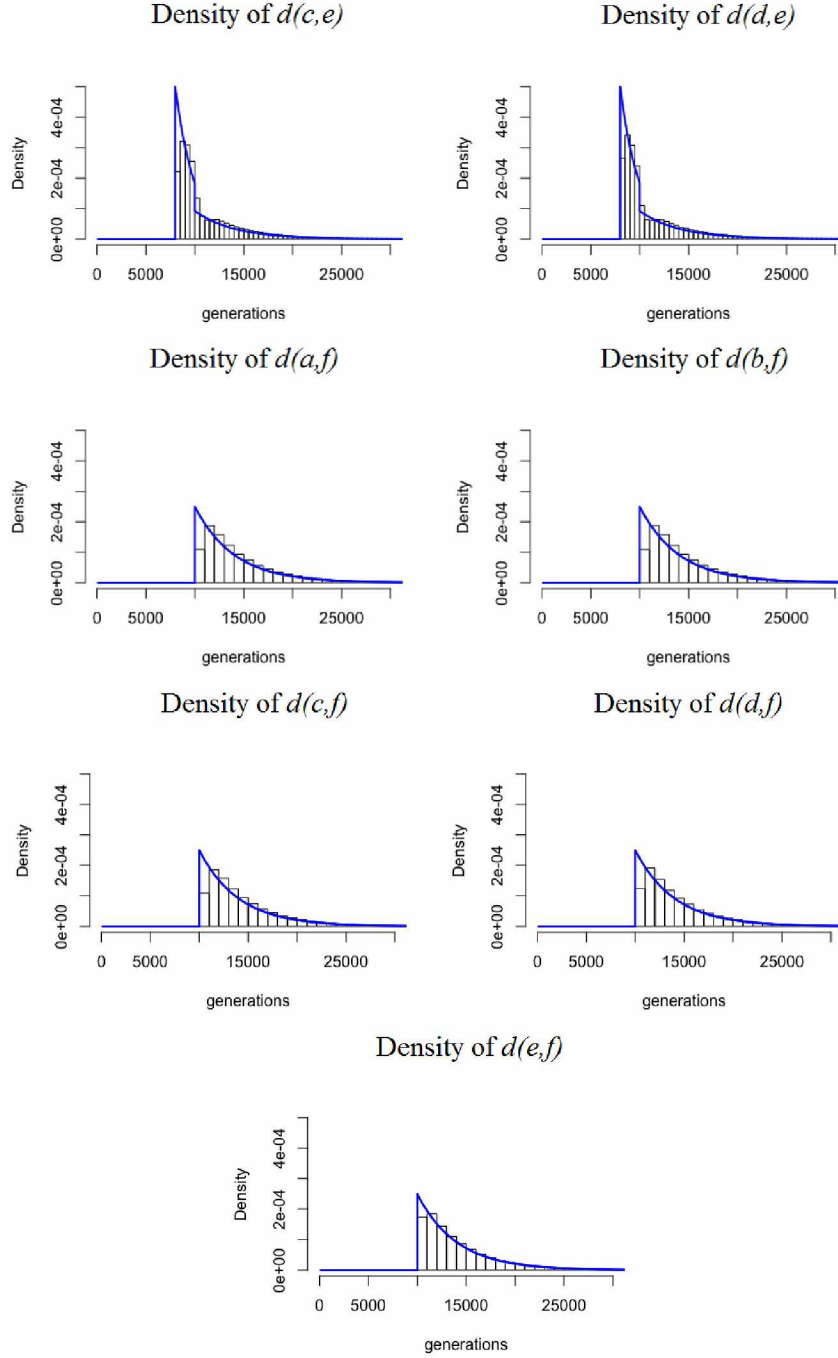 Density of d(c,e)
Density of d(d,e)
Density
0e+00 2e-04 4e-04
0 5000 15000 25000
generations
Density
0e+00 2e-04 4e-04
0 5000 15000 25000
generations
Density of d(a,f)
Density of d(b,f)
Density
0e+00 2e-04 4e-04
0 5000 15000 25000
generations
Density
0e+00 2e-04 4e-04
0 5000 15000 25000
generations
Density of d(c,f)
Density of d(d,f)
Density
0e+00 2e-04 4e-04
0 5000 15000 25000
generations
Density
0e+00 2e-04 4e-04
0 5000 15000 25000
generations
Density of d(e,f)
Density
0e+00 2e-04 4e-04
0 5000 15000 25000
generations